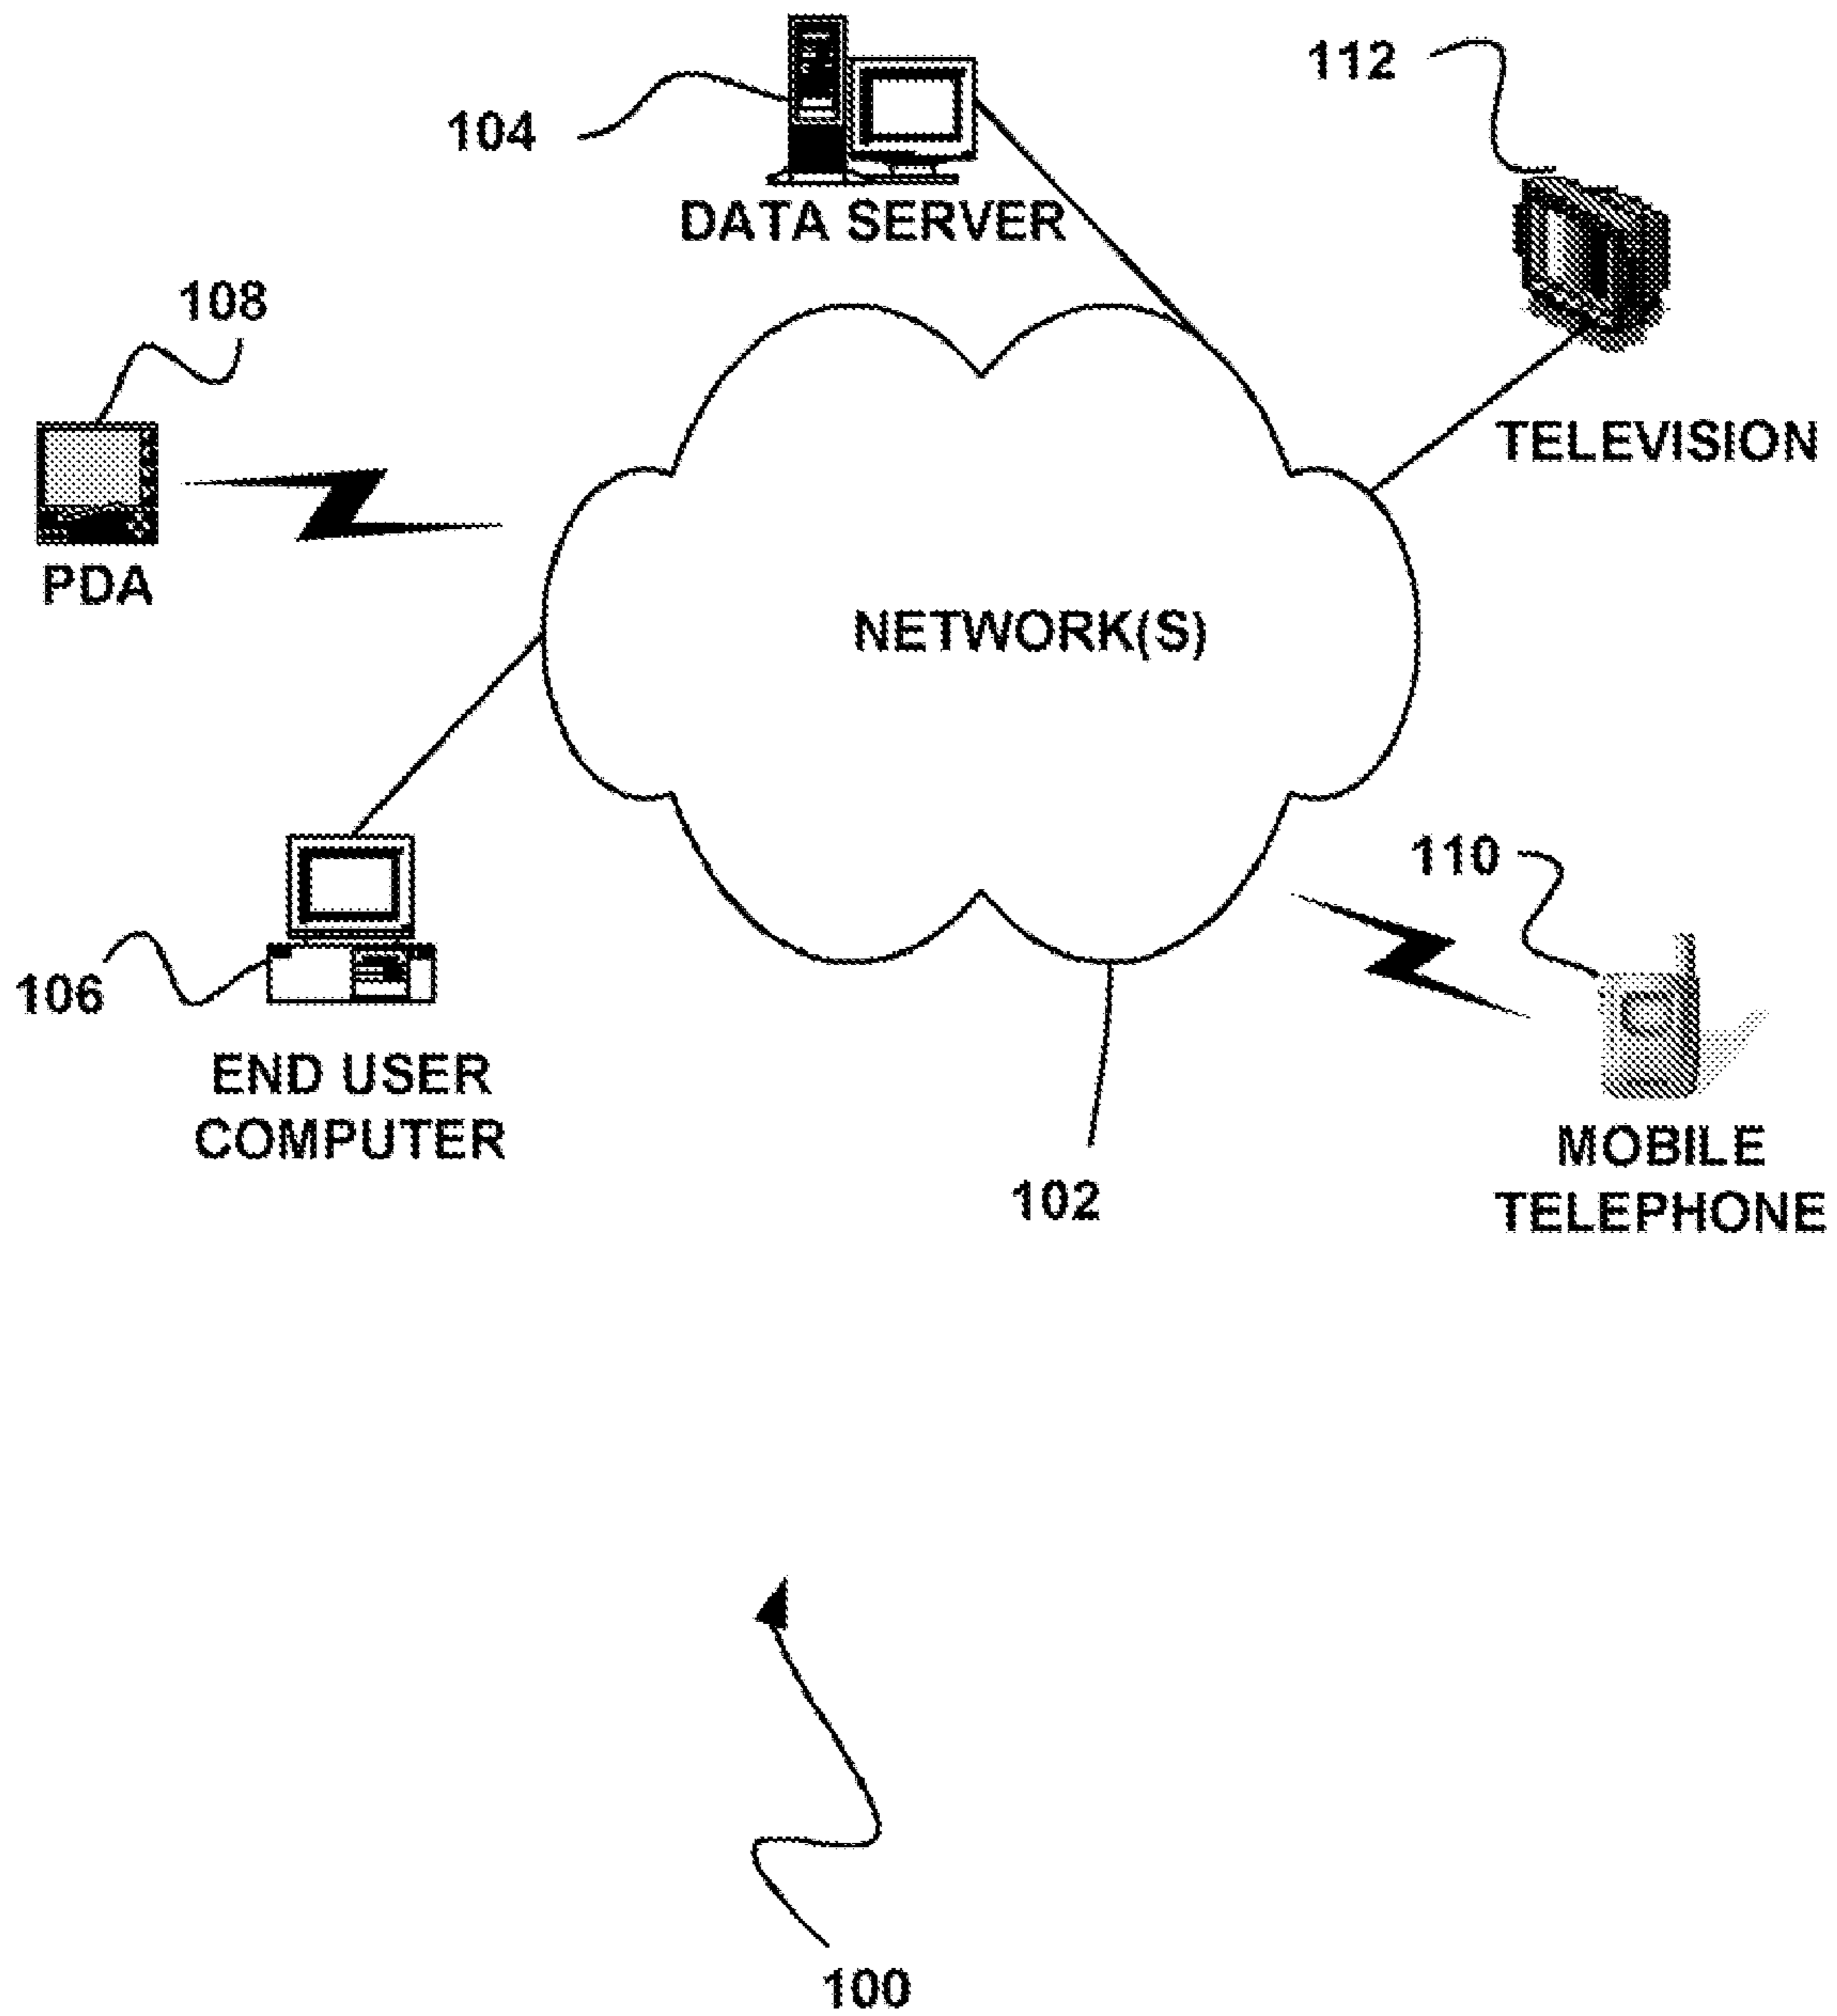 104
112
DATA SERVER
108
TELEVISION
PDA
NETWORK(S)
110
106
END USER
COMPUTER
102
MOBILE
TELEPHONE
100